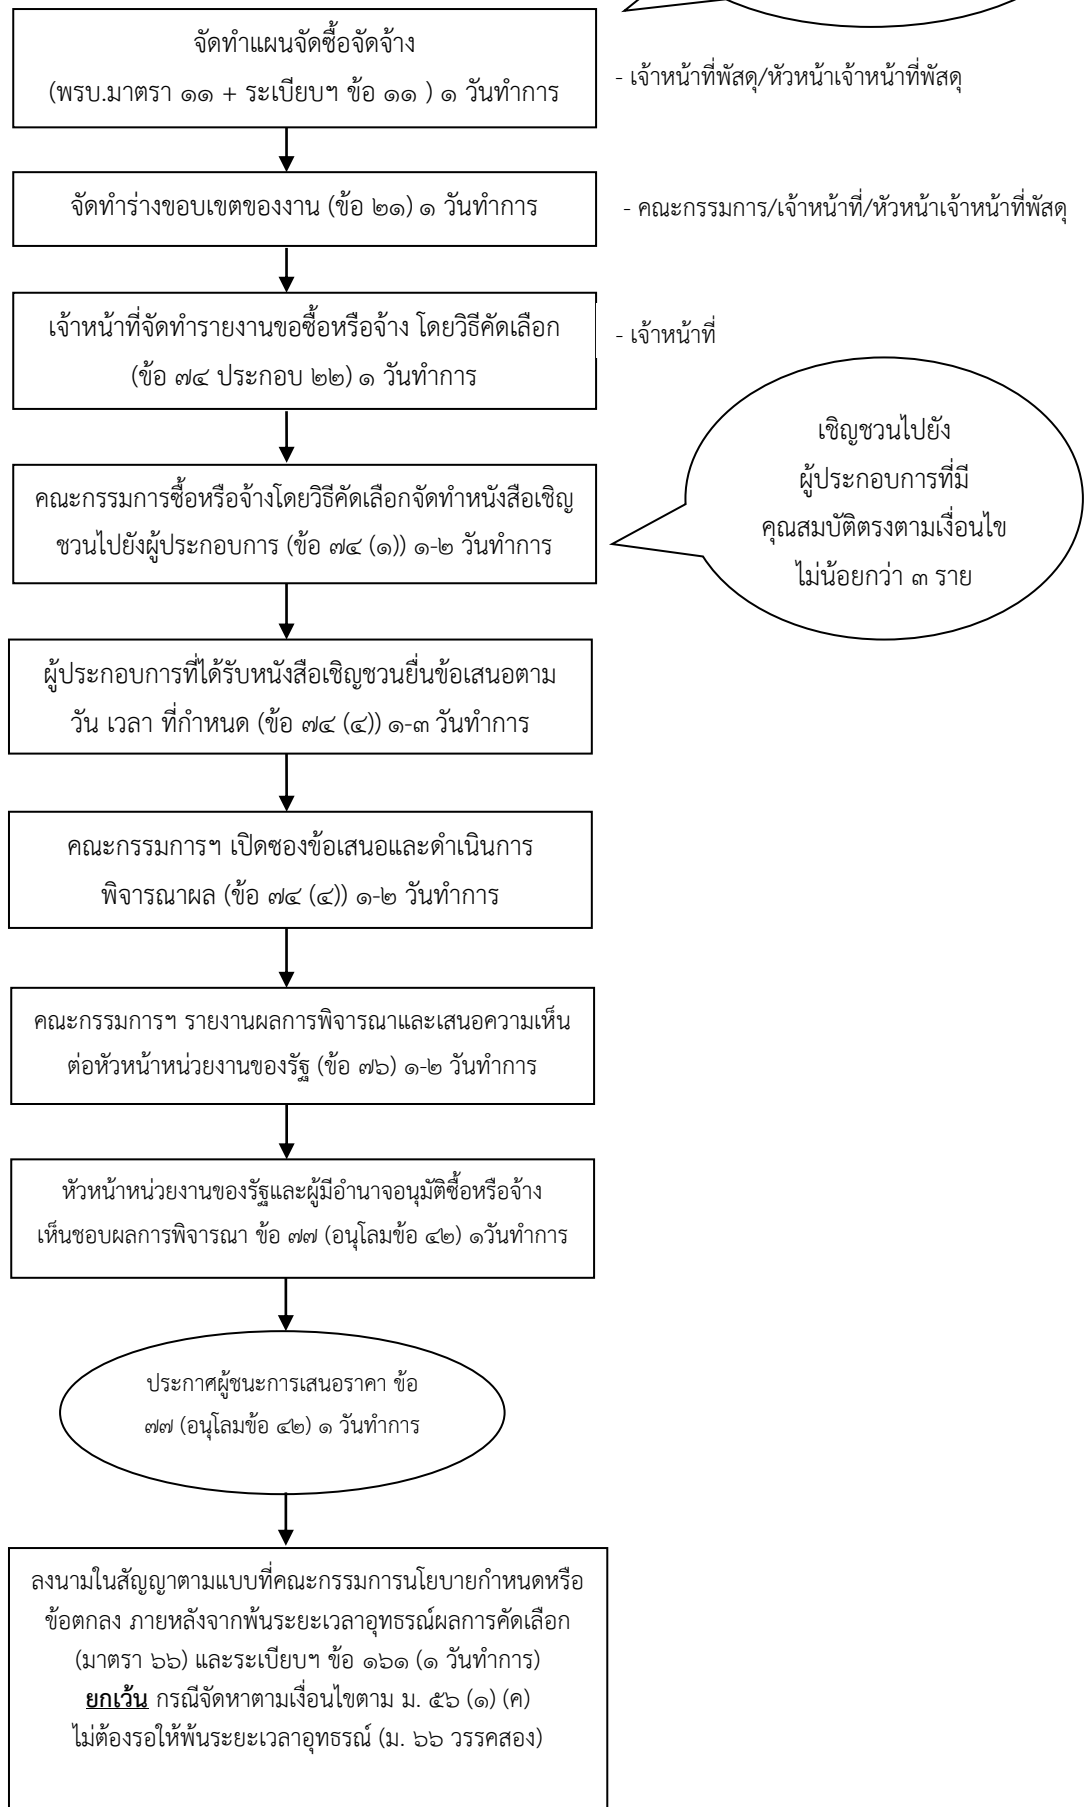 จัดทำแผนจัดซื้อจัดจ้าง
(พรบ.มาตรา ๑๑ + ระเบียบฯ ข้อ ๑๑ ) ๑ วันทำการ
- เจ้าหน้าที่พัสดุ/หัวหน้าเจ้าหน้าที่พัสดุ
จัดทำร่างขอบเขตของงาน (ข้อ ๒๑) ๑ วันทำการ
- คณะกรรมการ/เจ้าหน้าที่/หัวหน้าเจ้าหน้าที่พัสดุ
เจ้าหน้าที่จัดทำรายงานขอซื้อหรือจ้าง โดยวิธีคัดเลือก
(ข้อ ๗๔ ประกอบ ๒๒) ๑ วันทำการ
- เจ้าหน้าที่
คณะกรรมการซื้อหรือจ้างโดยวิธีคัดเลือกจัดทำหนังสือเชิญ
ชวนไปยังผู้ประกอบการ (ข้อ ๗๔ (๑)) ๑-๒ วันทำการ
เชิญชวนไปยัง
ผู้ประกอบการที่มี
คุณสมบัติตรงตามเงื่อนไข
ไม่น้อยกว่า ๓ ราย
ผู้ประกอบการที่ได้รับหนังสือเชิญชวนยื่นข้อเสนอตาม
วัน เวลา ที่กำหนด (ข้อ ๗๔ (๔)) ๑-๓ วันทำการ
คณะกรรมการฯ เปิดซองข้อเสนอและดำเนินการ
พิจารณาผล (ข้อ ๗๔ (๔)) ๑-๒ วันทำการ
คณะกรรมการฯ รายงานผลการพิจารณาและเสนอความเห็น
ต่อหัวหน้าหน่วยงานของรัฐ (ข้อ ๗๖) ๑-๒ วันทำการ
หัวหน้าหน่วยงานของรัฐและผู้มีอำนาจอนุมัติซื้อหรือจ้าง
เห็นชอบผลการพิจารณา ข้อ ๗๗ (อนุโลมข้อ ๔๒) ๑วันทำการ
ประกาศผู้ชนะการเสนอราคา ข้อ
๗๗ (อนุโลมข้อ ๔๒) ๑ วันทำการ
ลงนามในสัญญาตามแบบที่คณะกรรมการนโยบายกำหนดหรือ
ข้อตกลง ภายหลังจากพ้นระยะเวลาอุทธรณ์ผลการคัดเลือก
(มาตรา ๖๖) และระเบียบฯ ข้อ ๑๖๑ (๑ วันทำการ)
ยกเว้น กรณีจัดหาตามเงื่อนไขตาม ม. ๕๖ (๑) (ค)
ไม่ต้องรอให้พ้นระยะเวลาอุทธรณ์ (ม. ๖๖ วรรคสอง)